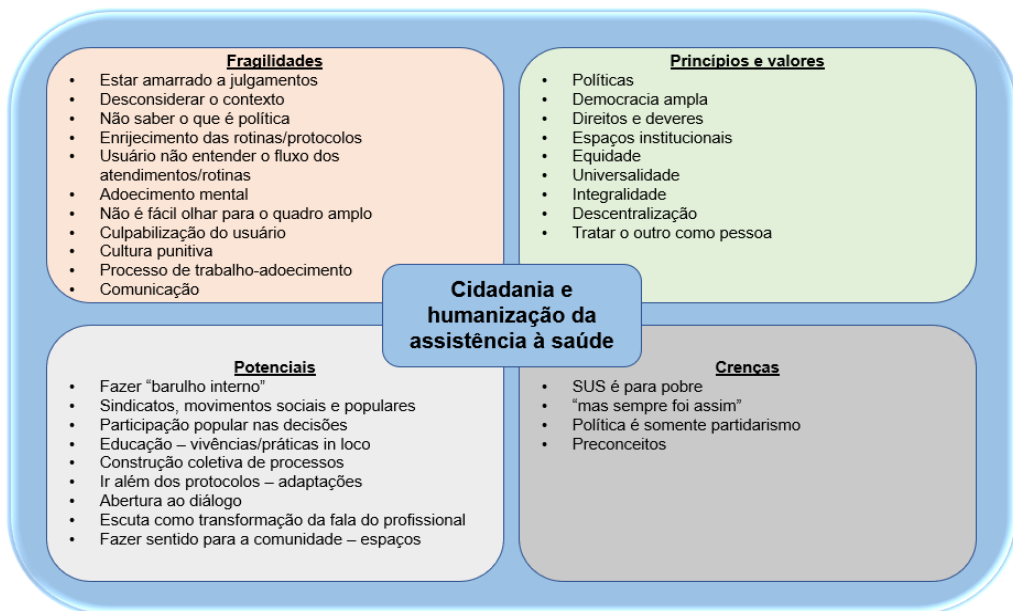 Fragilidades
• Estar amarrado a julgamentos
• Desconsiderar o contexto
• Não saber o que é política
• Enrijecimento das rotinas/protocolos
• Usuário não entender o fluxo dos
atendimentos/rotinas
• Adoecimento mental
• Não é fácil olhar para o quadro amplo
• Culpabilização do usuário
• Cultura punitiva
• Processo de trabalho-adoecimento
• Comunicação
Princípios e valores
• Políticas
• Democracia ampla
• Direitos e deveres
• Espaços institucionais
• Equidade
• Universalidade
• Integralidade
• Descentralização
• Tratar o outro como pessoa
Cidadania e
humanização da
assistência à saúde
Potenciais
• Fazer “barulho interno”
• Sindicatos, movimentos sociais e populares
• Participação popular nas decisões
• Educação – vivências/práticas in loco
• Construção coletiva de processos
• Ir além dos protocolos – adaptações
• Abertura ao diálogo
• Escuta como transformação da fala do profissional
• Fazer sentido para a comunidade – espaços
Crenças
• SUS é para pobre
• “mas sempre foi assim”
• Política é somente partidarismo
• Preconceitos